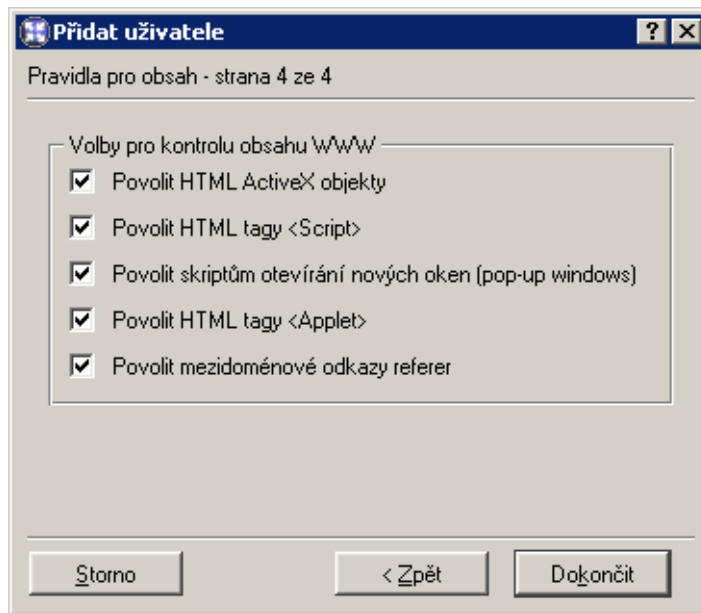 Přidat uživatele
Pravidla pro obsah - strana 4 ze 4
Volby pro kontrolu obsahu WWW
Povolit HTML ActiveX objekty
Povolit HTML tagy <Script>
Povolit skriptům otevírání nových oken (pop-up windows)
Povolit HTML tagy <Applet>
Povolit mezidoménové odkazy referer
Storno
< Zpět
Dokončit